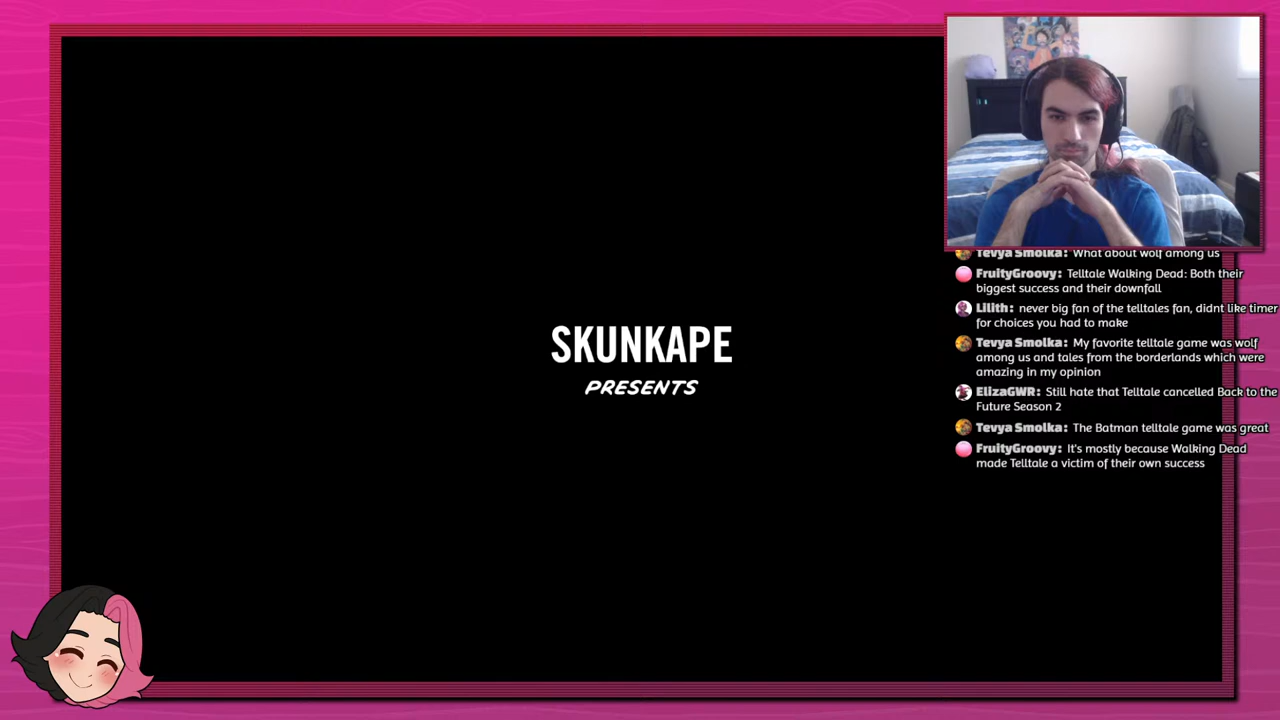 SKUNKAPE
PRESENTS
Tevya Smolka: What about wolf among us
FruityGroovy: Telltale Walking Dead: Both their
biggest success and their downfall
Lilith: never big fan of the telltales fan, didnt like timer
for choices you had to make
Tevya Smolka: My favorite telltale game was wolf
among us and tales from the borderlands which were
amazing in my opinion
ElizaGWR: Still hate that Telltale cancelled Back to the
Future Season 2
Tevya Smolka: The Batman telltale game was great
FruityGroovy: It's mostly because Walking Dead
made Telltale a victim of their own success